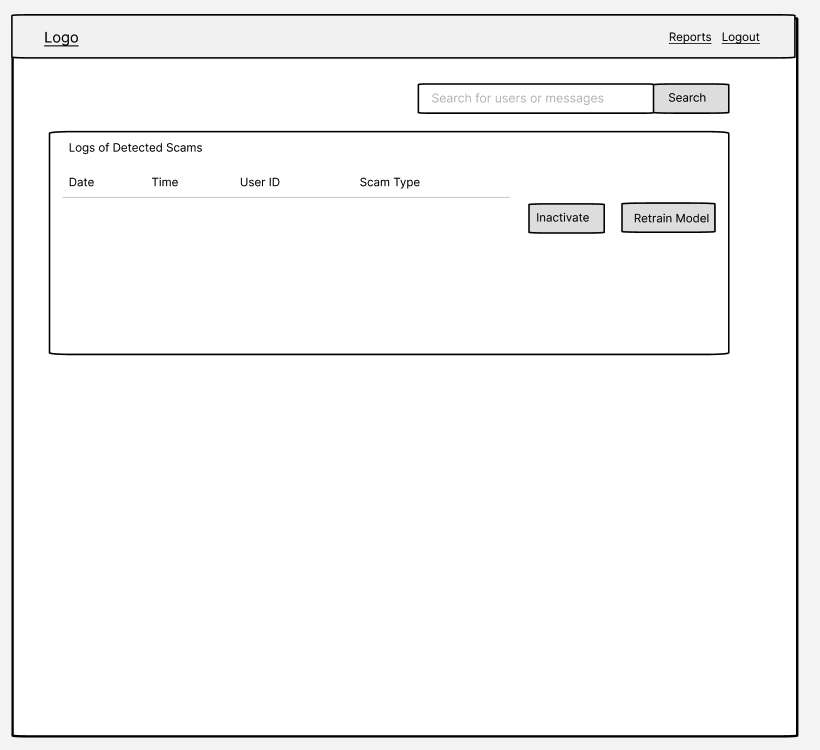 Logo
Reports Logout
Search for users or messages Search
Logs of Detected Scams
Date Time User ID Scam Type
Inactivate Retrain Model